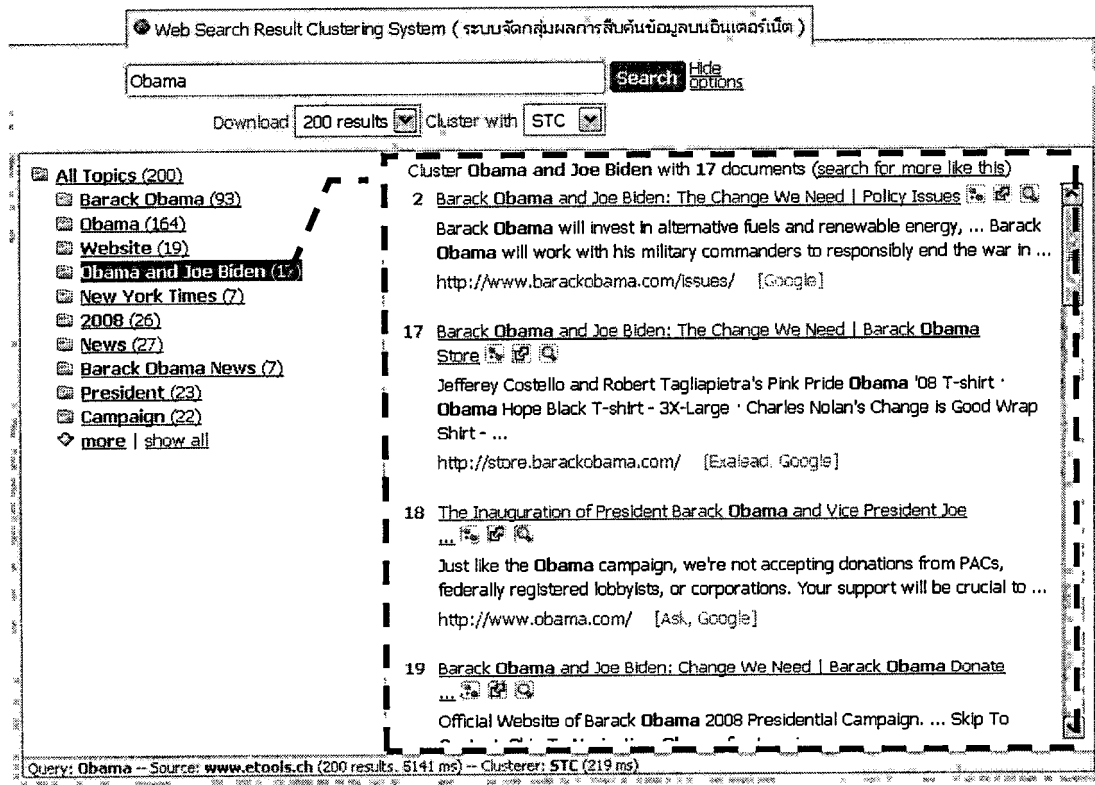 Web Search Result Clustering System ( ระบบจัดกลุ่มผลการสืบค้นข้อมูลบนอินเตอร์เน็ต )
Obama Search Hide options
Download 200 results Cluster with STC
All Topics (200)
Barack Obama (93)
Obama (164)
Website (19)
Obama and Joe Biden (17)
New York Times (7)
2008 (26)
News (27)
Barack Obama News (7)
President (23)
Campaign (22)
more | show all
Cluster Obama and Joe Biden with 17 documents (search for more like this)
2 Barack Obama and Joe Biden: The Change We Need | Policy Issues
Barack Obama will invest in alternative fuels and renewable energy, ... Barack
Obama will work with his military commanders to responsibly end the war in ...
http://www.barackobama.com/issues/ [Google]
17 Barack Obama and Joe Biden: The Change We Need | Barack Obama
Store
Jefferey Costello and Robert Tagliapietra's Pink Pride Obama '08 T-shirt ·
Obama Hope Black T-shirt - 3X-Large · Charles Nolan's Change is Good Wrap
Shirt - ...
http://store.barackobama.com/ [Exalead, Google]
18 The Inauguration of President Barack Obama and Vice President Joe
...
Just like the Obama campaign, we're not accepting donations from PACs,
federally registered lobbyists, or corporations. Your support will be crucial to ...
http://www.obama.com/ [Ask, Google]
19 Barack Obama and Joe Biden: Change We Need | Barack Obama Donate
...
Official Website of Barack Obama 2008 Presidential Campaign. ... Skip To
Query: Obama -- Source: www.etools.ch (200 results, 5141 ms) -- Clusterer: STC (219 ms)